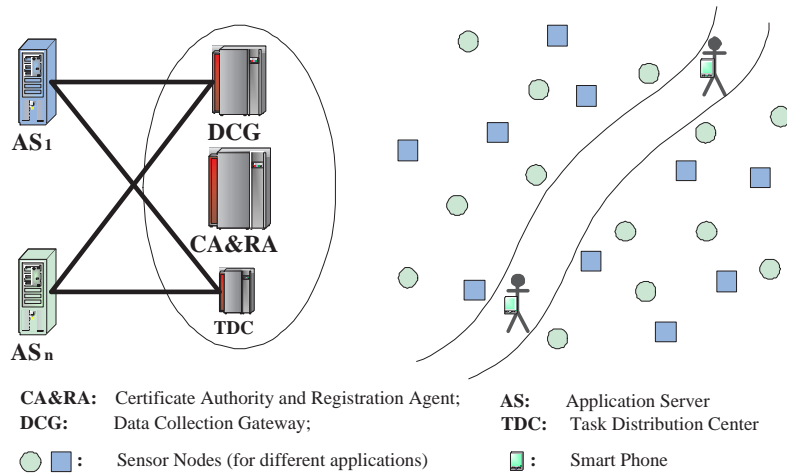 DCG
AS1
CA&RA
TDC
ASn
CA&RA: Certificate Authority and Registration Agent;
AS: Application Server
DCG: Data Collection Gateway;
TDC: Task Distribution Center
: Sensor Nodes (for different applications)
: Smart Phone